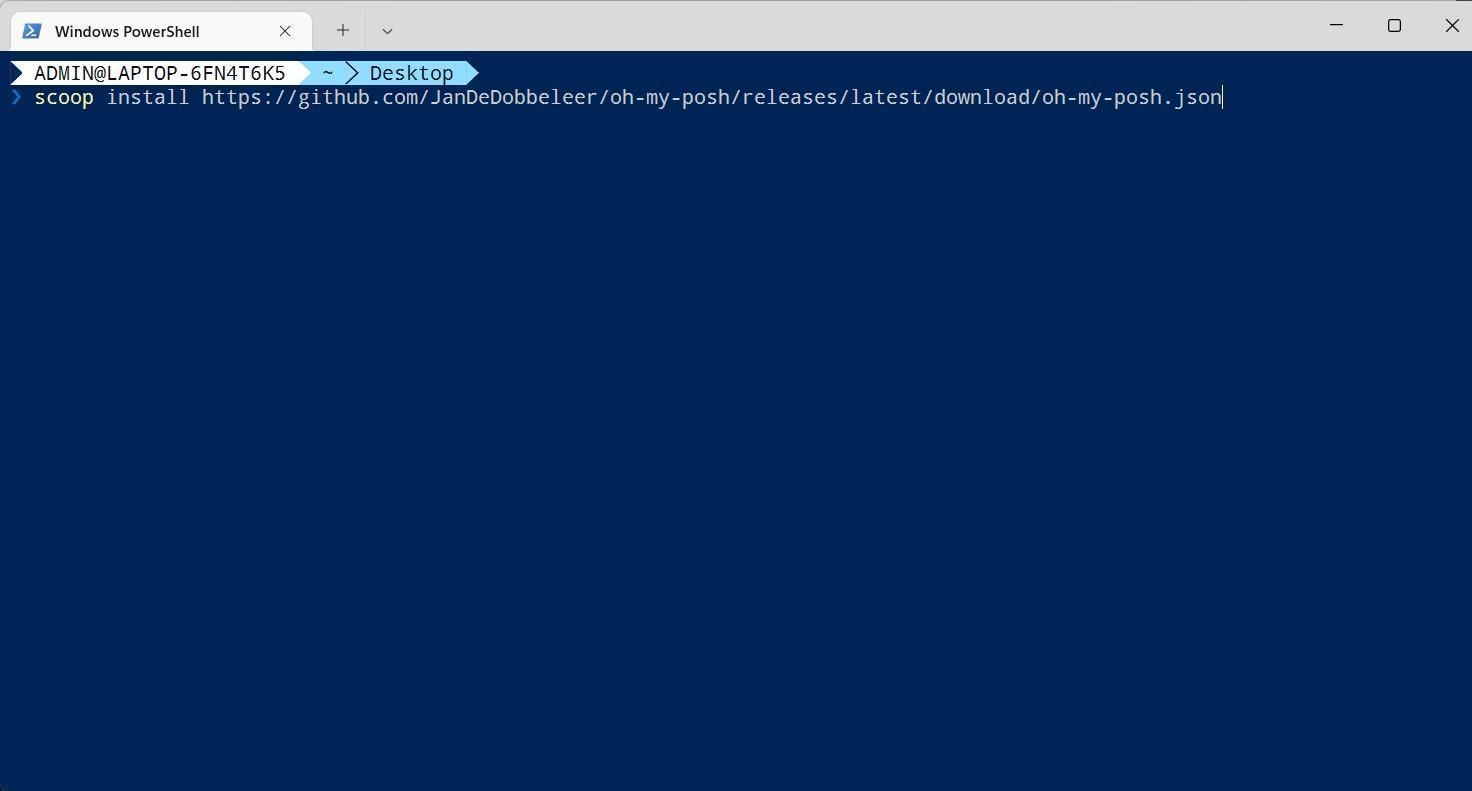 Windows PowerShell
ADMIN@LAPTOP-6FN4T6K5 ~ Desktop
❯ scoop install https://github.com/JanDeDobbeleer/oh-my-posh/releases/latest/download/oh-my-posh.json